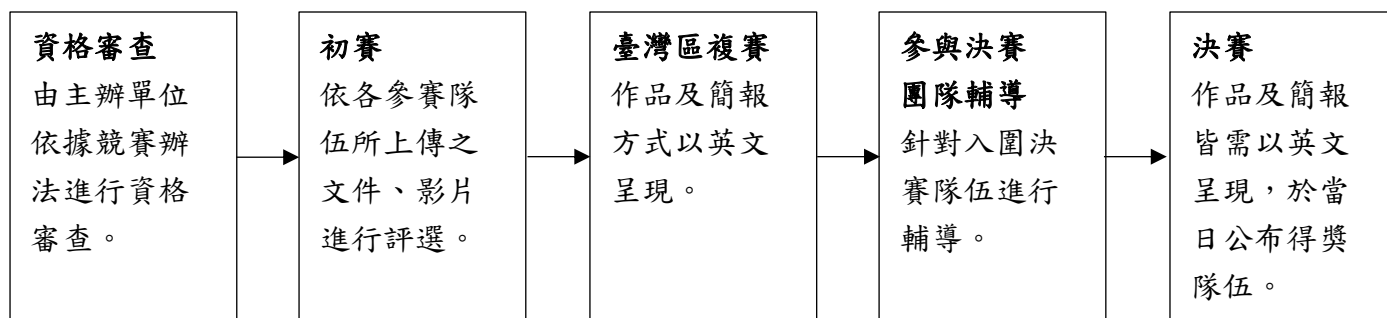 資格審查
由主辦單位
依據競賽辦
法進行資格
審查。
初賽
依各參賽隊
伍所上傳之
文件、影片
進行評選。
臺灣區複賽
作品及簡報
方式以英文
呈現。
參與決賽
團隊輔導
針對入圍決
賽隊伍進行
輔導。
決賽
作品及簡報
皆需以英文
呈現，於當
日公布得獎
隊伍。